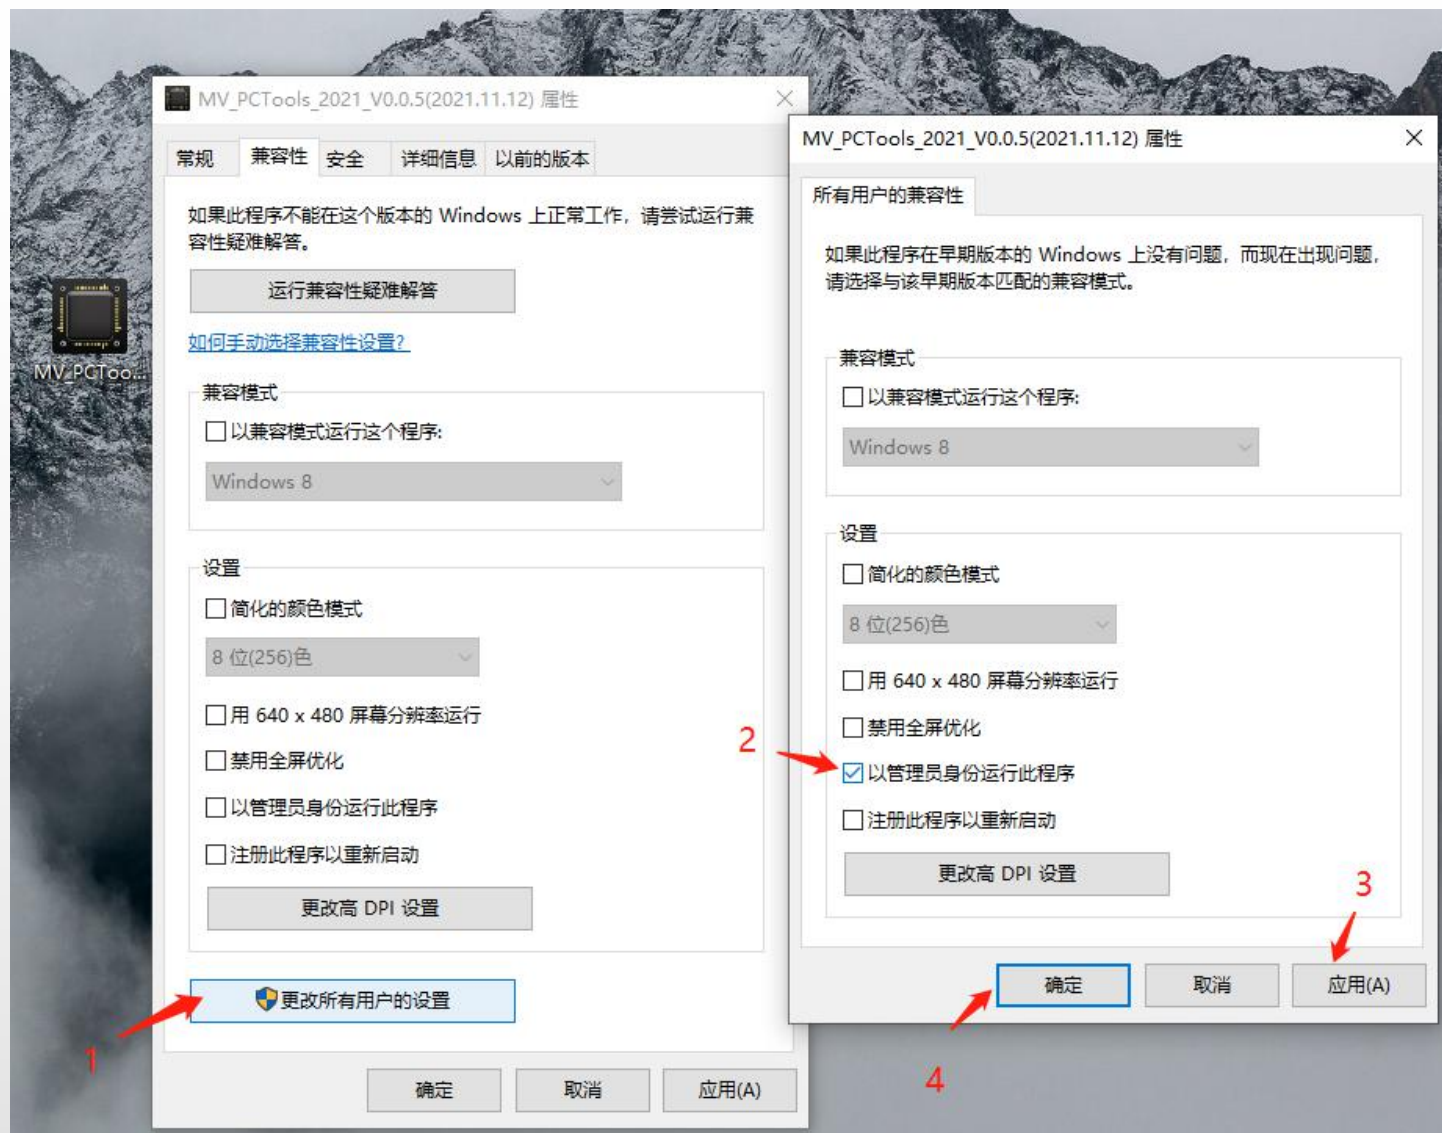 MV_PCToo...
MV_PCTools_2021_V0.0.5(2021.11.12) 属性
常规 兼容性 安全 详细信息 以前的版本
如果此程序不能在这个版本的 Windows 上正常工作，请尝试运行兼
容性疑难解答。
运行兼容性疑难解答
如何手动选择兼容性设置?
兼容模式
以兼容模式运行这个程序:
Windows 8
设置
简化的颜色模式
8 位(256)色
用 640 x 480 屏幕分辨率运行
禁用全屏优化
以管理员身份运行此程序
注册此程序以重新启动
更改高 DPI 设置
更改所有用户的设置
1
确定 取消 应用(A)
MV_PCTools_2021_V0.0.5(2021.11.12) 属性
所有用户的兼容性
如果此程序在早期版本的 Windows 上没有问题，而现在出现问题，
请选择与该早期版本匹配的兼容模式。
兼容模式
以兼容模式运行这个程序:
Windows 8
设置
简化的颜色模式
8 位(256)色
用 640 x 480 屏幕分辨率运行
禁用全屏优化
2
以管理员身份运行此程序
注册此程序以重新启动
更改高 DPI 设置
3
确定 取消 应用(A)
4